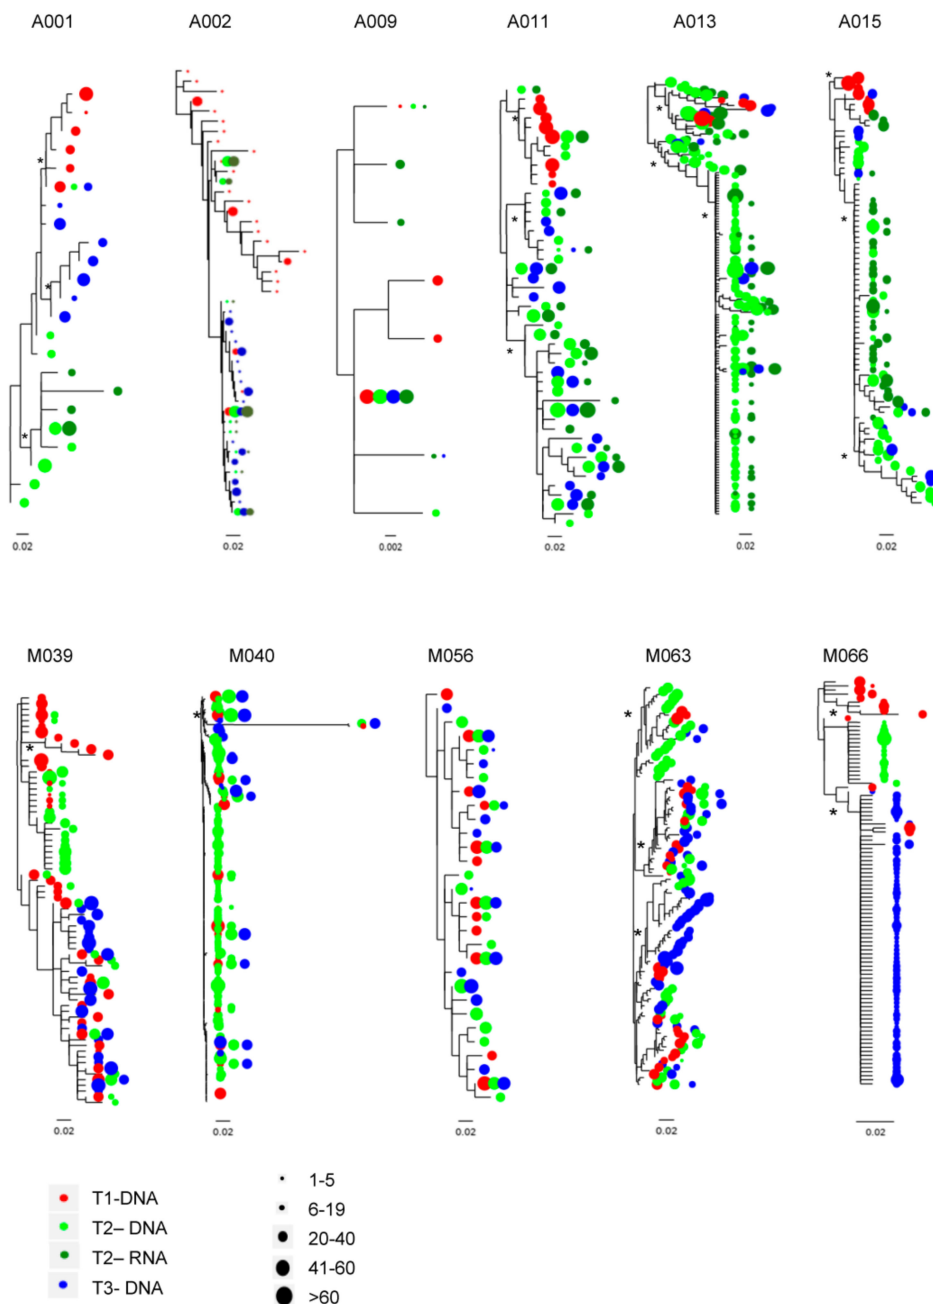 A001 A002 A009 A011 A013 A015
* * * * * * * * * * * * *
0.02 0.02 0.002 0.02 0.02 0.02
M039 M040 M056 M063 M066
* * * * * * *
0.02 0.02 0.02 0.02 0.02
T1-DNA
T2– DNA
T2– RNA
T3- DNA
1-5
6-19
20-40
41-60
>60